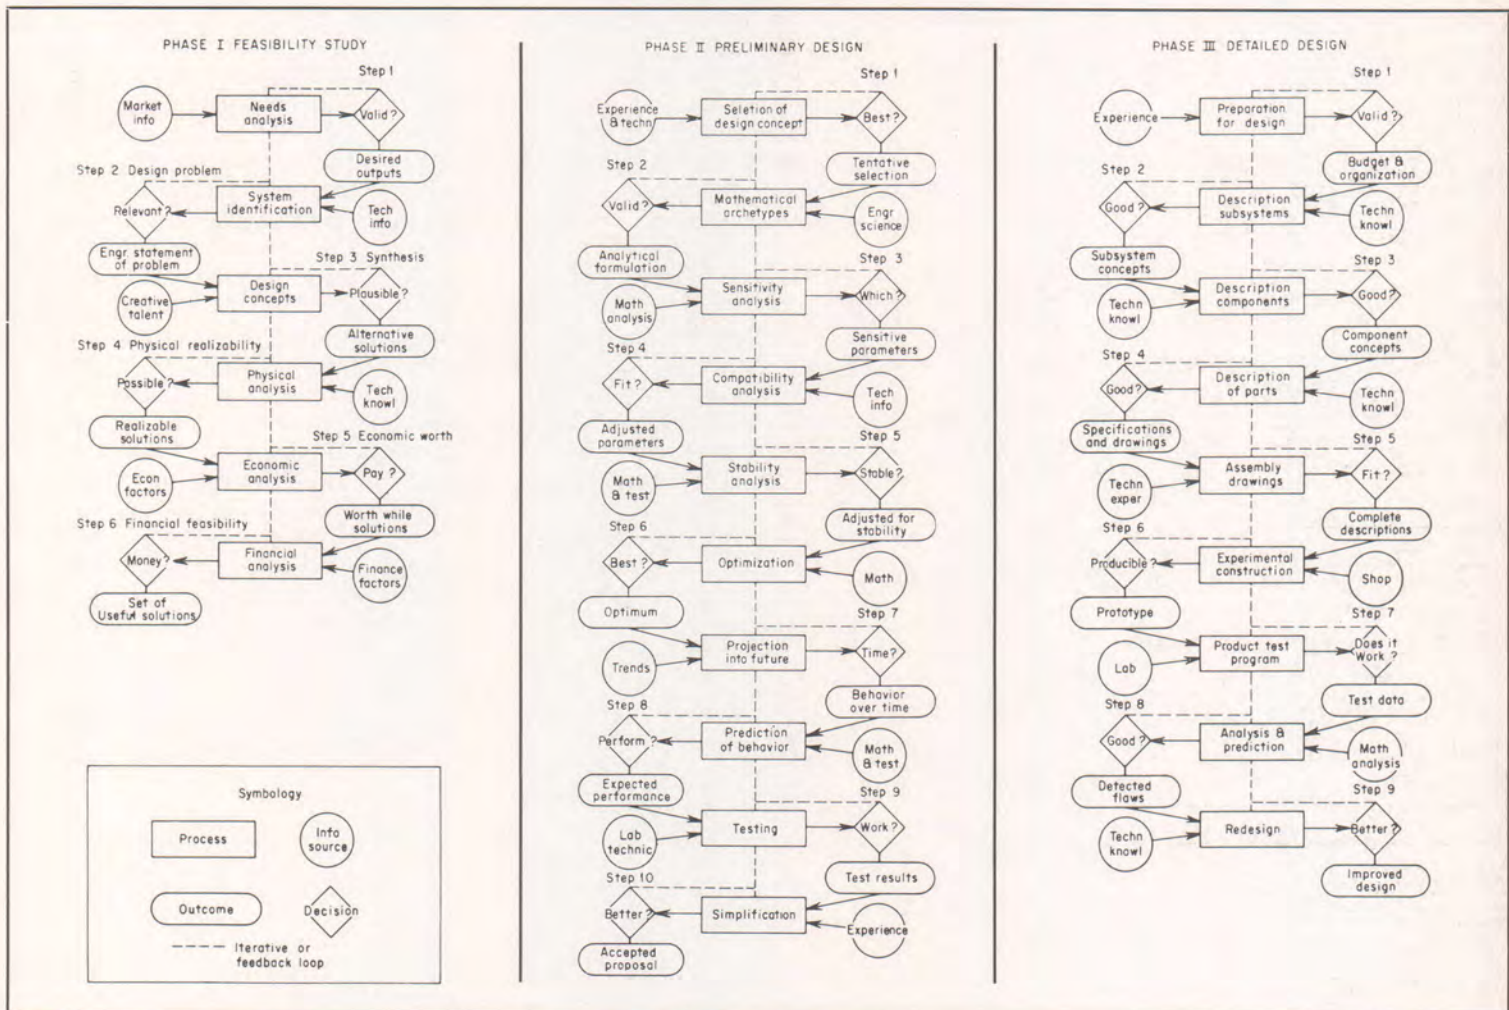 PHASE I FEASIBILITY STUDY
Step 1
Market
info
Needs
analysis
Valid?
Desired
outputs
Step 2 Design problem
Relevant?
System
identification
Tech
info
Engr. statement
of problem
Step 3 Synthesis
Creative
talent
Design
concepts
Plausible?
Alternative
solutions
Step 4 Physical realizability
Possible?
Physical
analysis
Tech
knowl
Realizable
solutions
Step 5 Economic worth
Econ
factors
Economic
analysis
Pay ?
Worth while
solutions
Step 6 Financial feasibility
Money?
Financial
analysis
Finance
factors
Set of
Useful solutions
Symbology
Process
Info
source
Outcome
Decision
Iterative or
feedback loop
PHASE II PRELIMINARY DESIGN
Step 1
Experience
& techn
Seletion of
design concept
Best?
Tentative
selection
Step 2
Valid?
Mathematical
archetypes
Engr
science
Analytical
formulation
Step 3
Math
analysis
Sensitivity
analysis
Which?
Sensitive
parameters
Step 4
Fit?
Compatibility
analysis
Tech
info
Adjusted
parameters
Step 5
Math
& test
Stability
analysis
Stable?
Adjusted for
stability
Step 6
Best ?
Optimization
Math
Optimum
Step 7
Trends
Projection
into future
Time?
Behavior
over time
Step 8
Perform ?
Prediction
of behavior
Math
& test
Expected
performance
Step 9
Lab
technic
Testing
Work?
Test results
Step 10
Better?
Simplification
Experience
Accepted
proposal
PHASE III DETAILED DESIGN
Step 1
Experience
Preparation
for design
Valid?
Budget &
organization
Step 2
Good?
Description
subsystems
Techn
knowl
Subsystem
concepts
Step 3
Techn
knowl
Description
components
Good?
Component
concepts
Step 4
Good?
Description
of parts
Techn
knowl
Specifications
and drawings
Step 5
Techn
exper
Assembly
drawings
Fit?
Complete
descriptions
Step 6
Producible?
Experimental
construction
Shop
Prototype
Step 7
Lab
Product test
program
Does it
Work ?
Test data
Step 8
Good?
Analysis &
prediction
Math
analysis
Detected
flaws
Step 9
Techn
knowl
Redesign
Better?
Improved
design